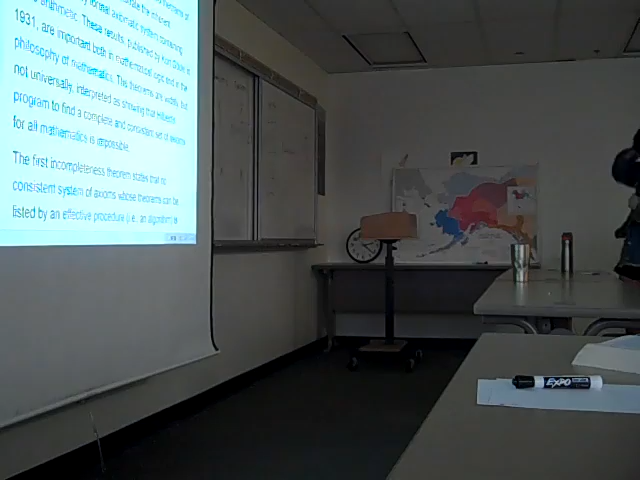 1931, are important both in mathematical logic and in the
philosophy of mathematics. The theorems are widely, but
not universally, interpreted as showing that Hilbert's
program to find a complete and consistent set of axioms
for all mathematics is impossible.
The first incompleteness theorem states that no
consistent system of axioms whose theorems can be
listed by an effective procedure (i.e., an algorithm) is
EXPO